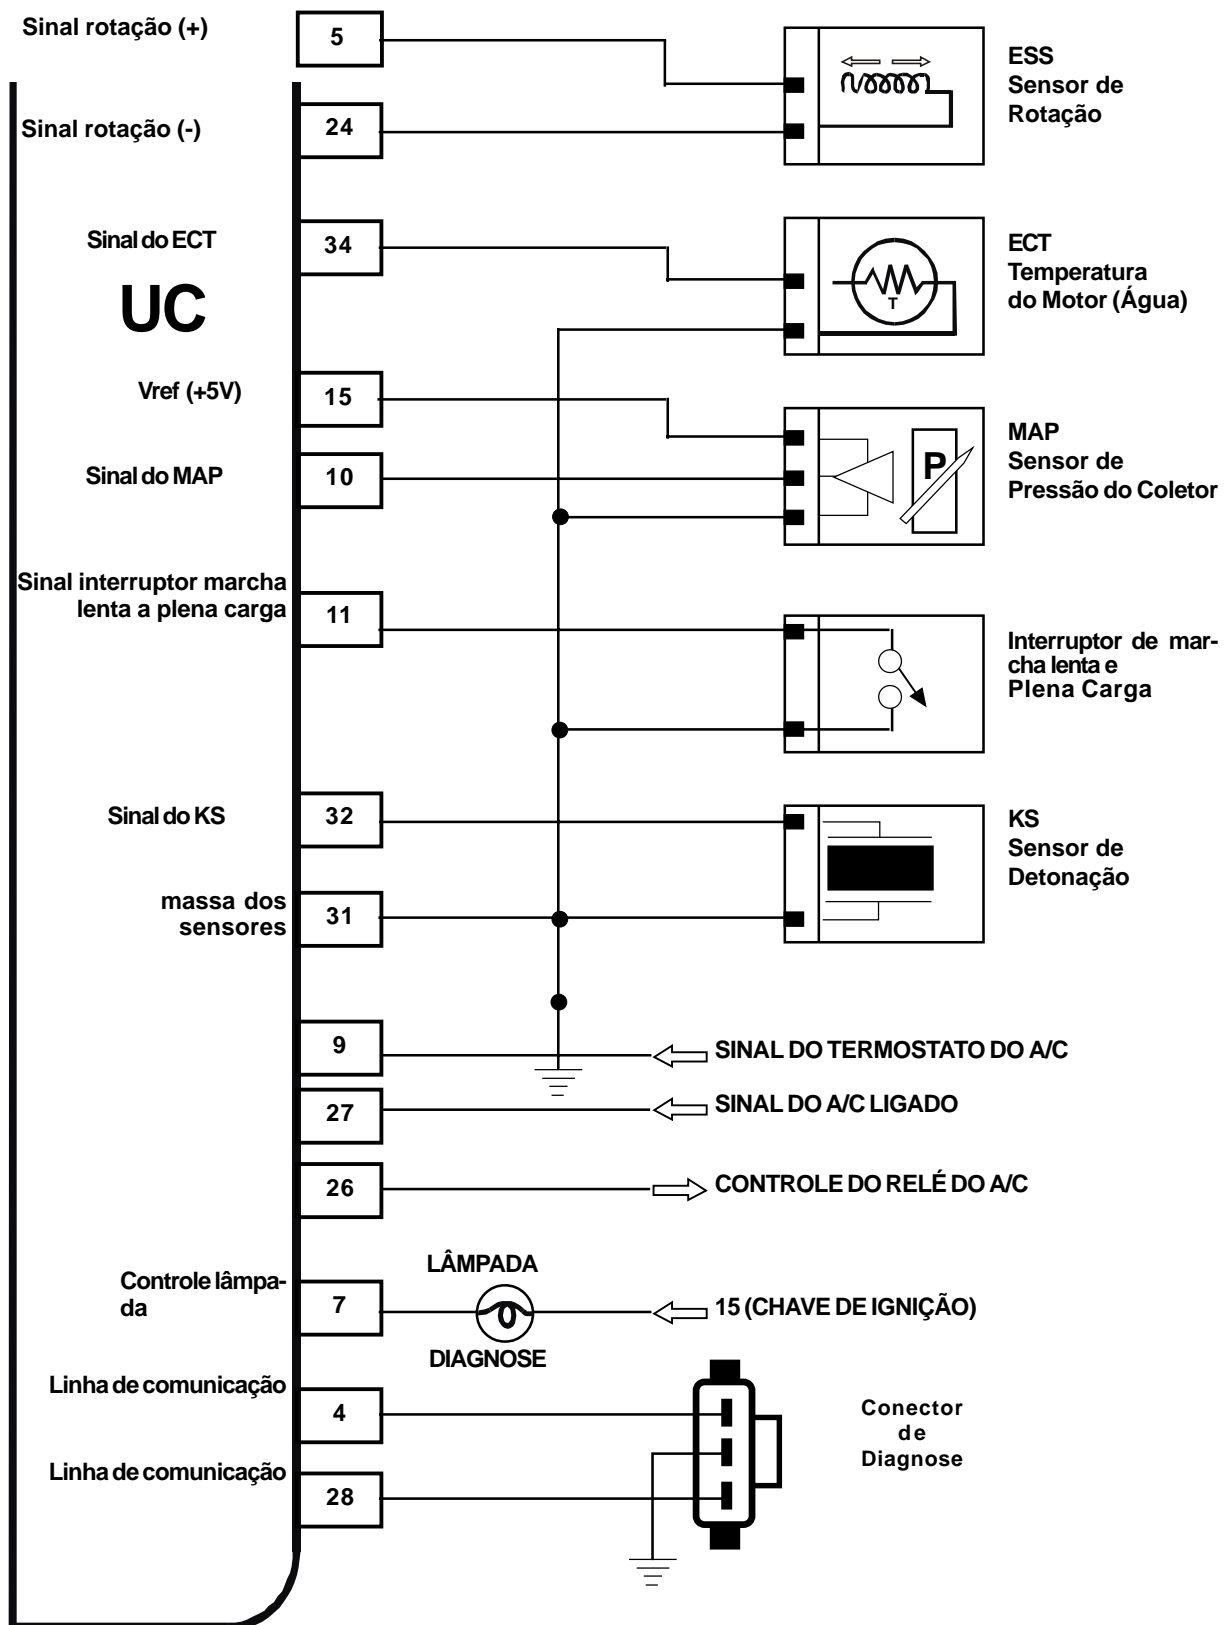 Sinal rotação (+)
5
ESS
Sensor de
Rotação
Sinal rotação (-)
24
Sinal do ECT
34
ECT
Temperatura
do Motor (Água)
T
UC
Vref (+5V)
15
MAP
Sensor de
Pressão do Coletor
P
Sinal do MAP
10
Sinal interruptor marcha
lenta a plena carga
11
Interruptor de mar-
cha lenta e
Plena Carga
Sinal do KS
32
KS
Sensor de
Detonação
massa dos
sensores
31
9
SINAL DO TERMOSTATO DO A/C
27
SINAL DO A/C LIGADO
26
CONTROLE DO RELÉ DO A/C
Controle lâmpa-
da
7
LÂMPADA
DIAGNOSE
15 (CHAVE DE IGNIÇÃO)
Linha de comunicação
4
Conector
de
Diagnose
Linha de comunicação
28